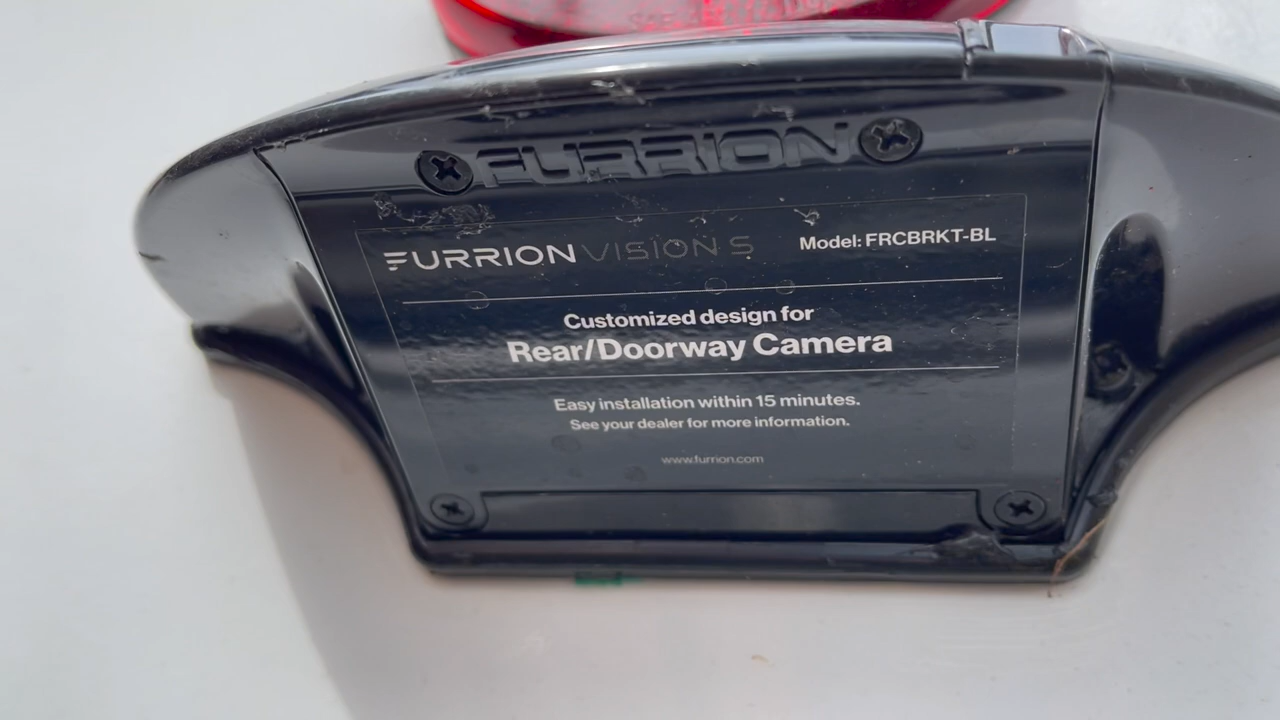 FURRION
FURRION VISION S
Model: FRCBRKT-BL
Customized design for
Rear/Doorway Camera
Easy installation within 15 minutes.
See your dealer for more information.
www.furrion.com